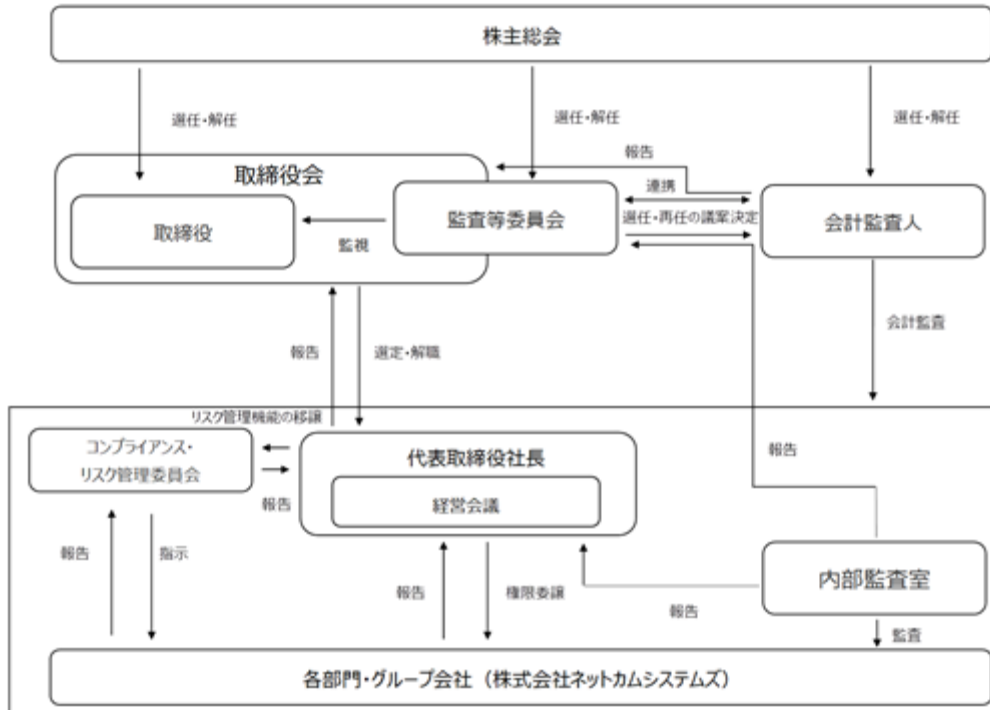 株主総会
選任・解任
選任・解任
選任・解任
報告
取締役会
連携
取締役
監査等委員会
選任・再任の議案決定
会計監査人
監視
会計監査
報告
選定・解職
リスク管理機能の移譲
コンプライアンス・
リスク管理委員会
代表取締役社長
報告
経営会議
報告
報告
指示
報告
権限委譲
内部監査室
報告
監査
各部門・グループ会社（株式会社ネットカムシステムズ）